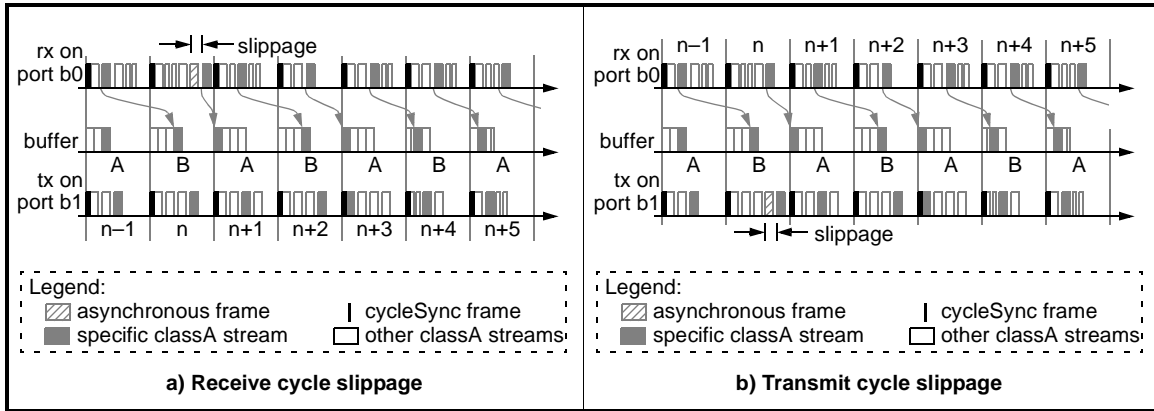 rx on
port b0
slippage
buffer
A B A B A B A
tx on
port b1
n–1 n n+1 n+2 n+3 n+4 n+5
Legend:
asynchronous frame cycleSync frame
specific classA stream other classA streams
a) Receive cycle slippage
rx on
port b0
n–1 n n+1 n+2 n+3 n+4 n+5
buffer
A B A B A B A
tx on
port b1
slippage
Legend:
asynchronous frame cycleSync frame
specific classA stream other classA streams
b) Transmit cycle slippage